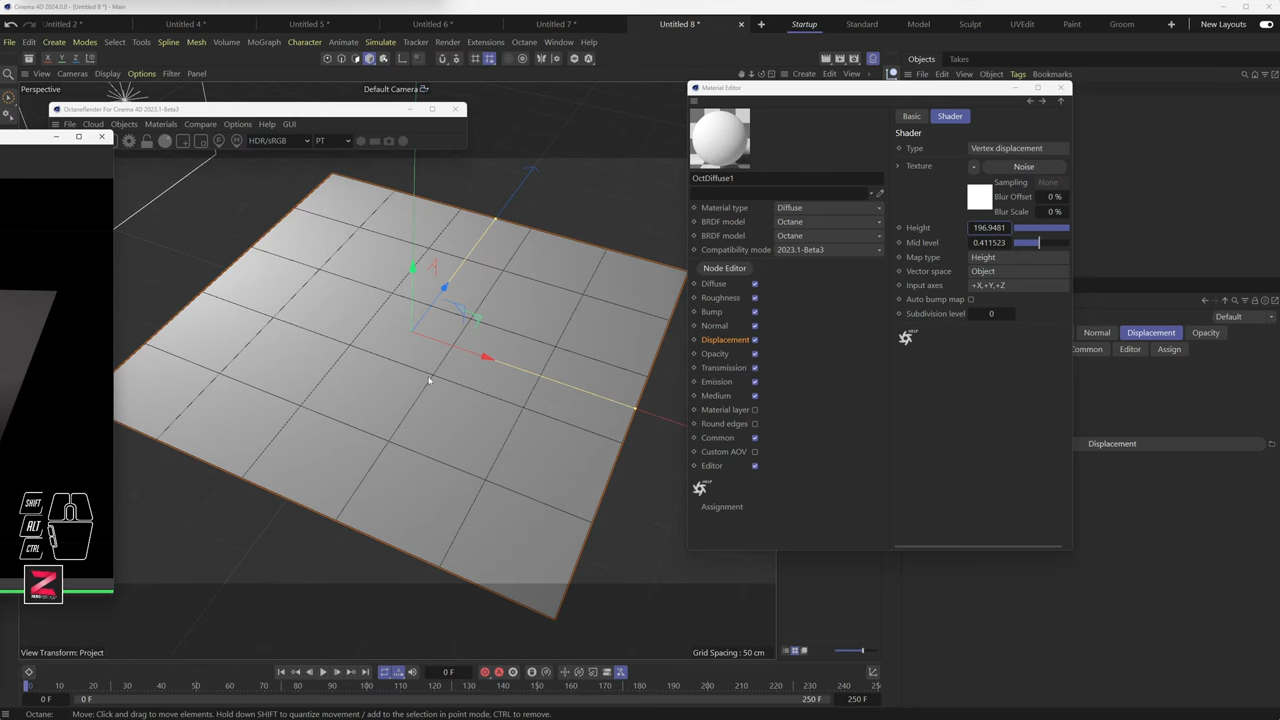 Cinema 4D 2024.0.0 - [Untitled 8 *] - Main
Untitled 2 * Untitled 4 * Untitled 5 * Untitled 6 * Untitled 7 * Untitled 8 * Startup Standard Model Sculpt UVEdit Paint Groom New Layouts
File Edit Create Modes Select Tools Spline Mesh Volume MoGraph Character Animate Simulate Tracker Render Extensions Octane Window Help Objects Takes
X Y Z
View Cameras Display Options Filter Panel Create Edit View File Edit View Object Tags Bookmarks
Perspective Default Camera
Material Editor
OctaneRender For Cinema 4D 2023.1-Beta3
File Cloud Objects Materials Compare Options Help GUI
HDR/sRGB PT
Basic Shader
Shader
Type Vertex displacement
Texture Noise
OctDiffuse1
Sampling None
Blur Offset 0 %
Blur Scale 0 %
Material type Diffuse
BRDF model Octane
BRDF model Octane
Compatibility mode 2023.1-Beta3
Height 196.9481
Mid level 0.411523
Map type Height
Vector space Object
Input axes +X,+Y,+Z
Auto bump map
Subdivision level 0
HELP
Node Editor
Diffuse
Roughness
Bump
Normal
Displacement
Opacity
Transmission
Emission
Medium
Material layer
Round edges
Common
Custom AOV
Editor
HELP
Assignment
Default
Normal Displacement Opacity
Common Editor Assign
Displacement
SHIFT
ALT
CTRL
Z
View Transform: Project Grid Spacing : 50 cm
0 F
0 10 20 30 40 50 60 70 80 90 100 110 120 130 140 150 160 170 180 190 200 210 220 230 240 25
0 F 0 F 250 F 250 F
Octane: Move: Click and drag to move elements. Hold down SHIFT to quantize movement / add to the selection in point mode, CTRL to remove.